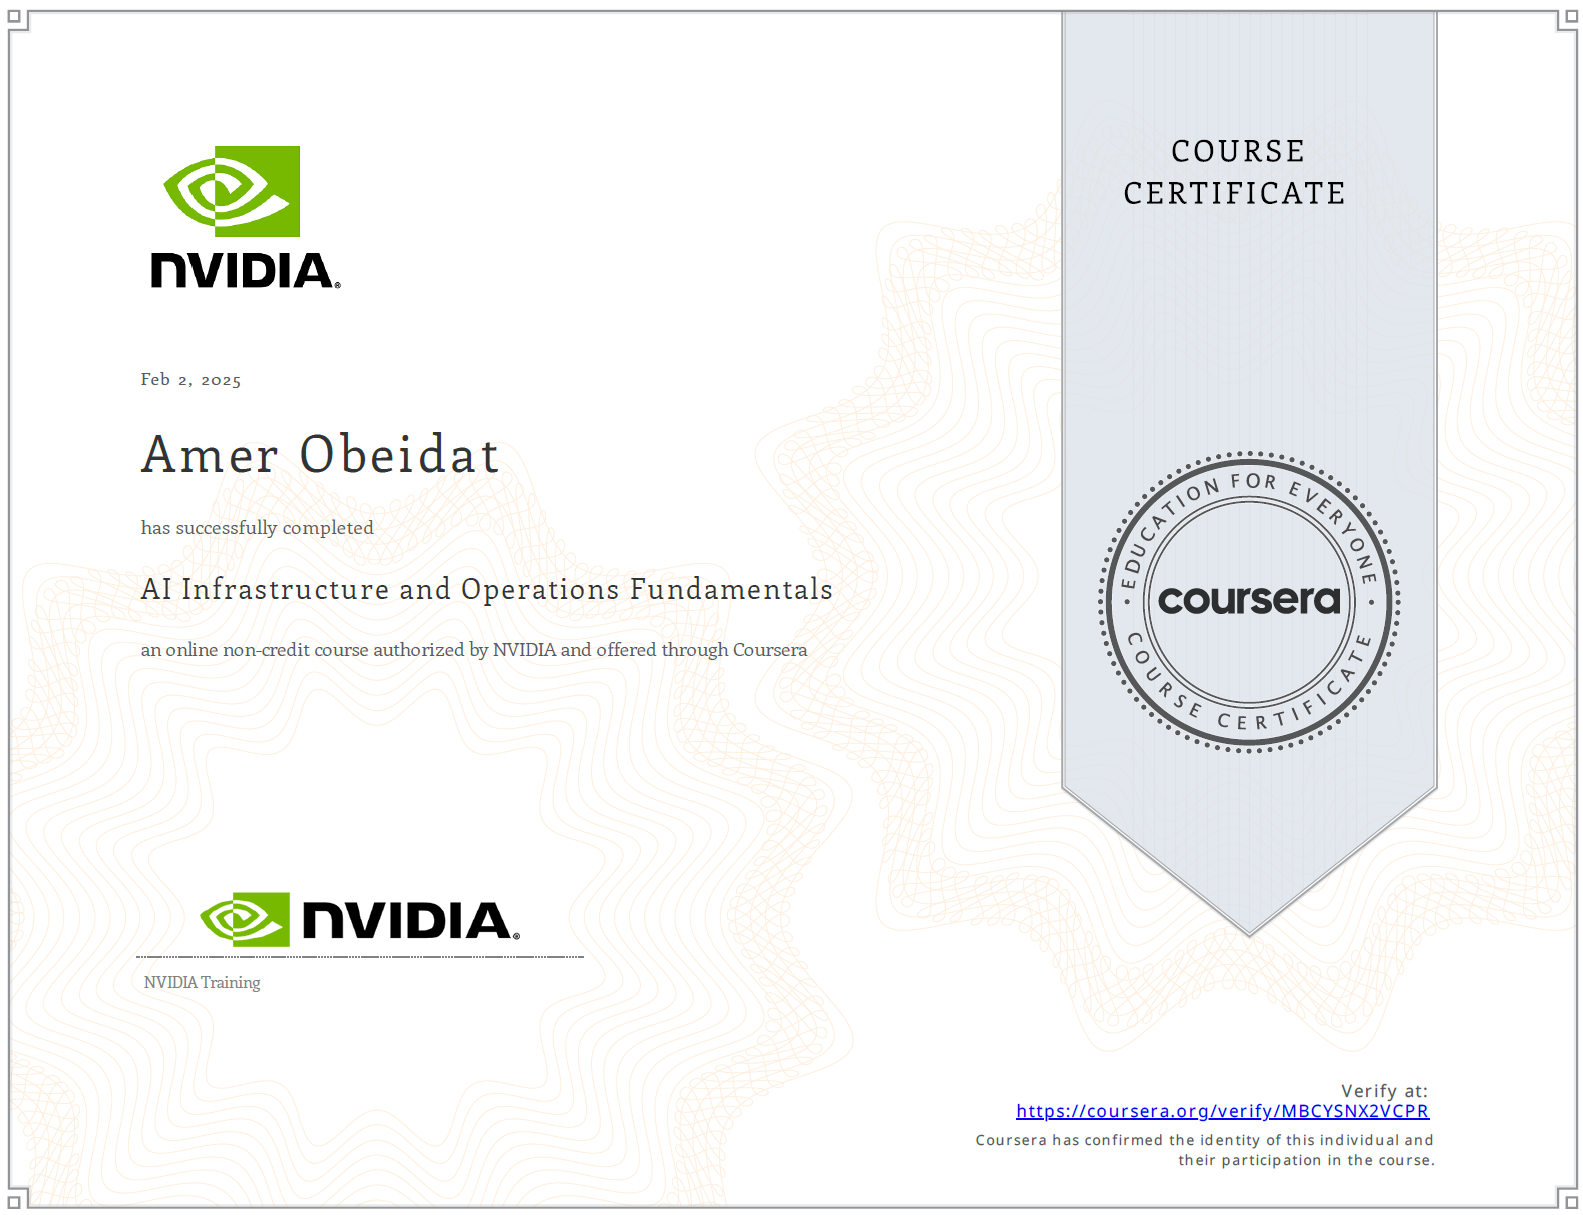 NVIDIA®
COURSE
CERTIFICATE
Feb 2, 2025
Amer Obeidat
has successfully completed
AI Infrastructure and Operations Fundamentals
an online non-credit course authorized by NVIDIA and offered through Coursera
• EDUCATION FOR EVERYONE •
coursera
COURSE CERTIFICATE
NVIDIA®
NVIDIA Training
Verify at:
https://coursera.org/verify/MBCYSNX2VCPR
Coursera has confirmed the identity of this individual and
their participation in the course.